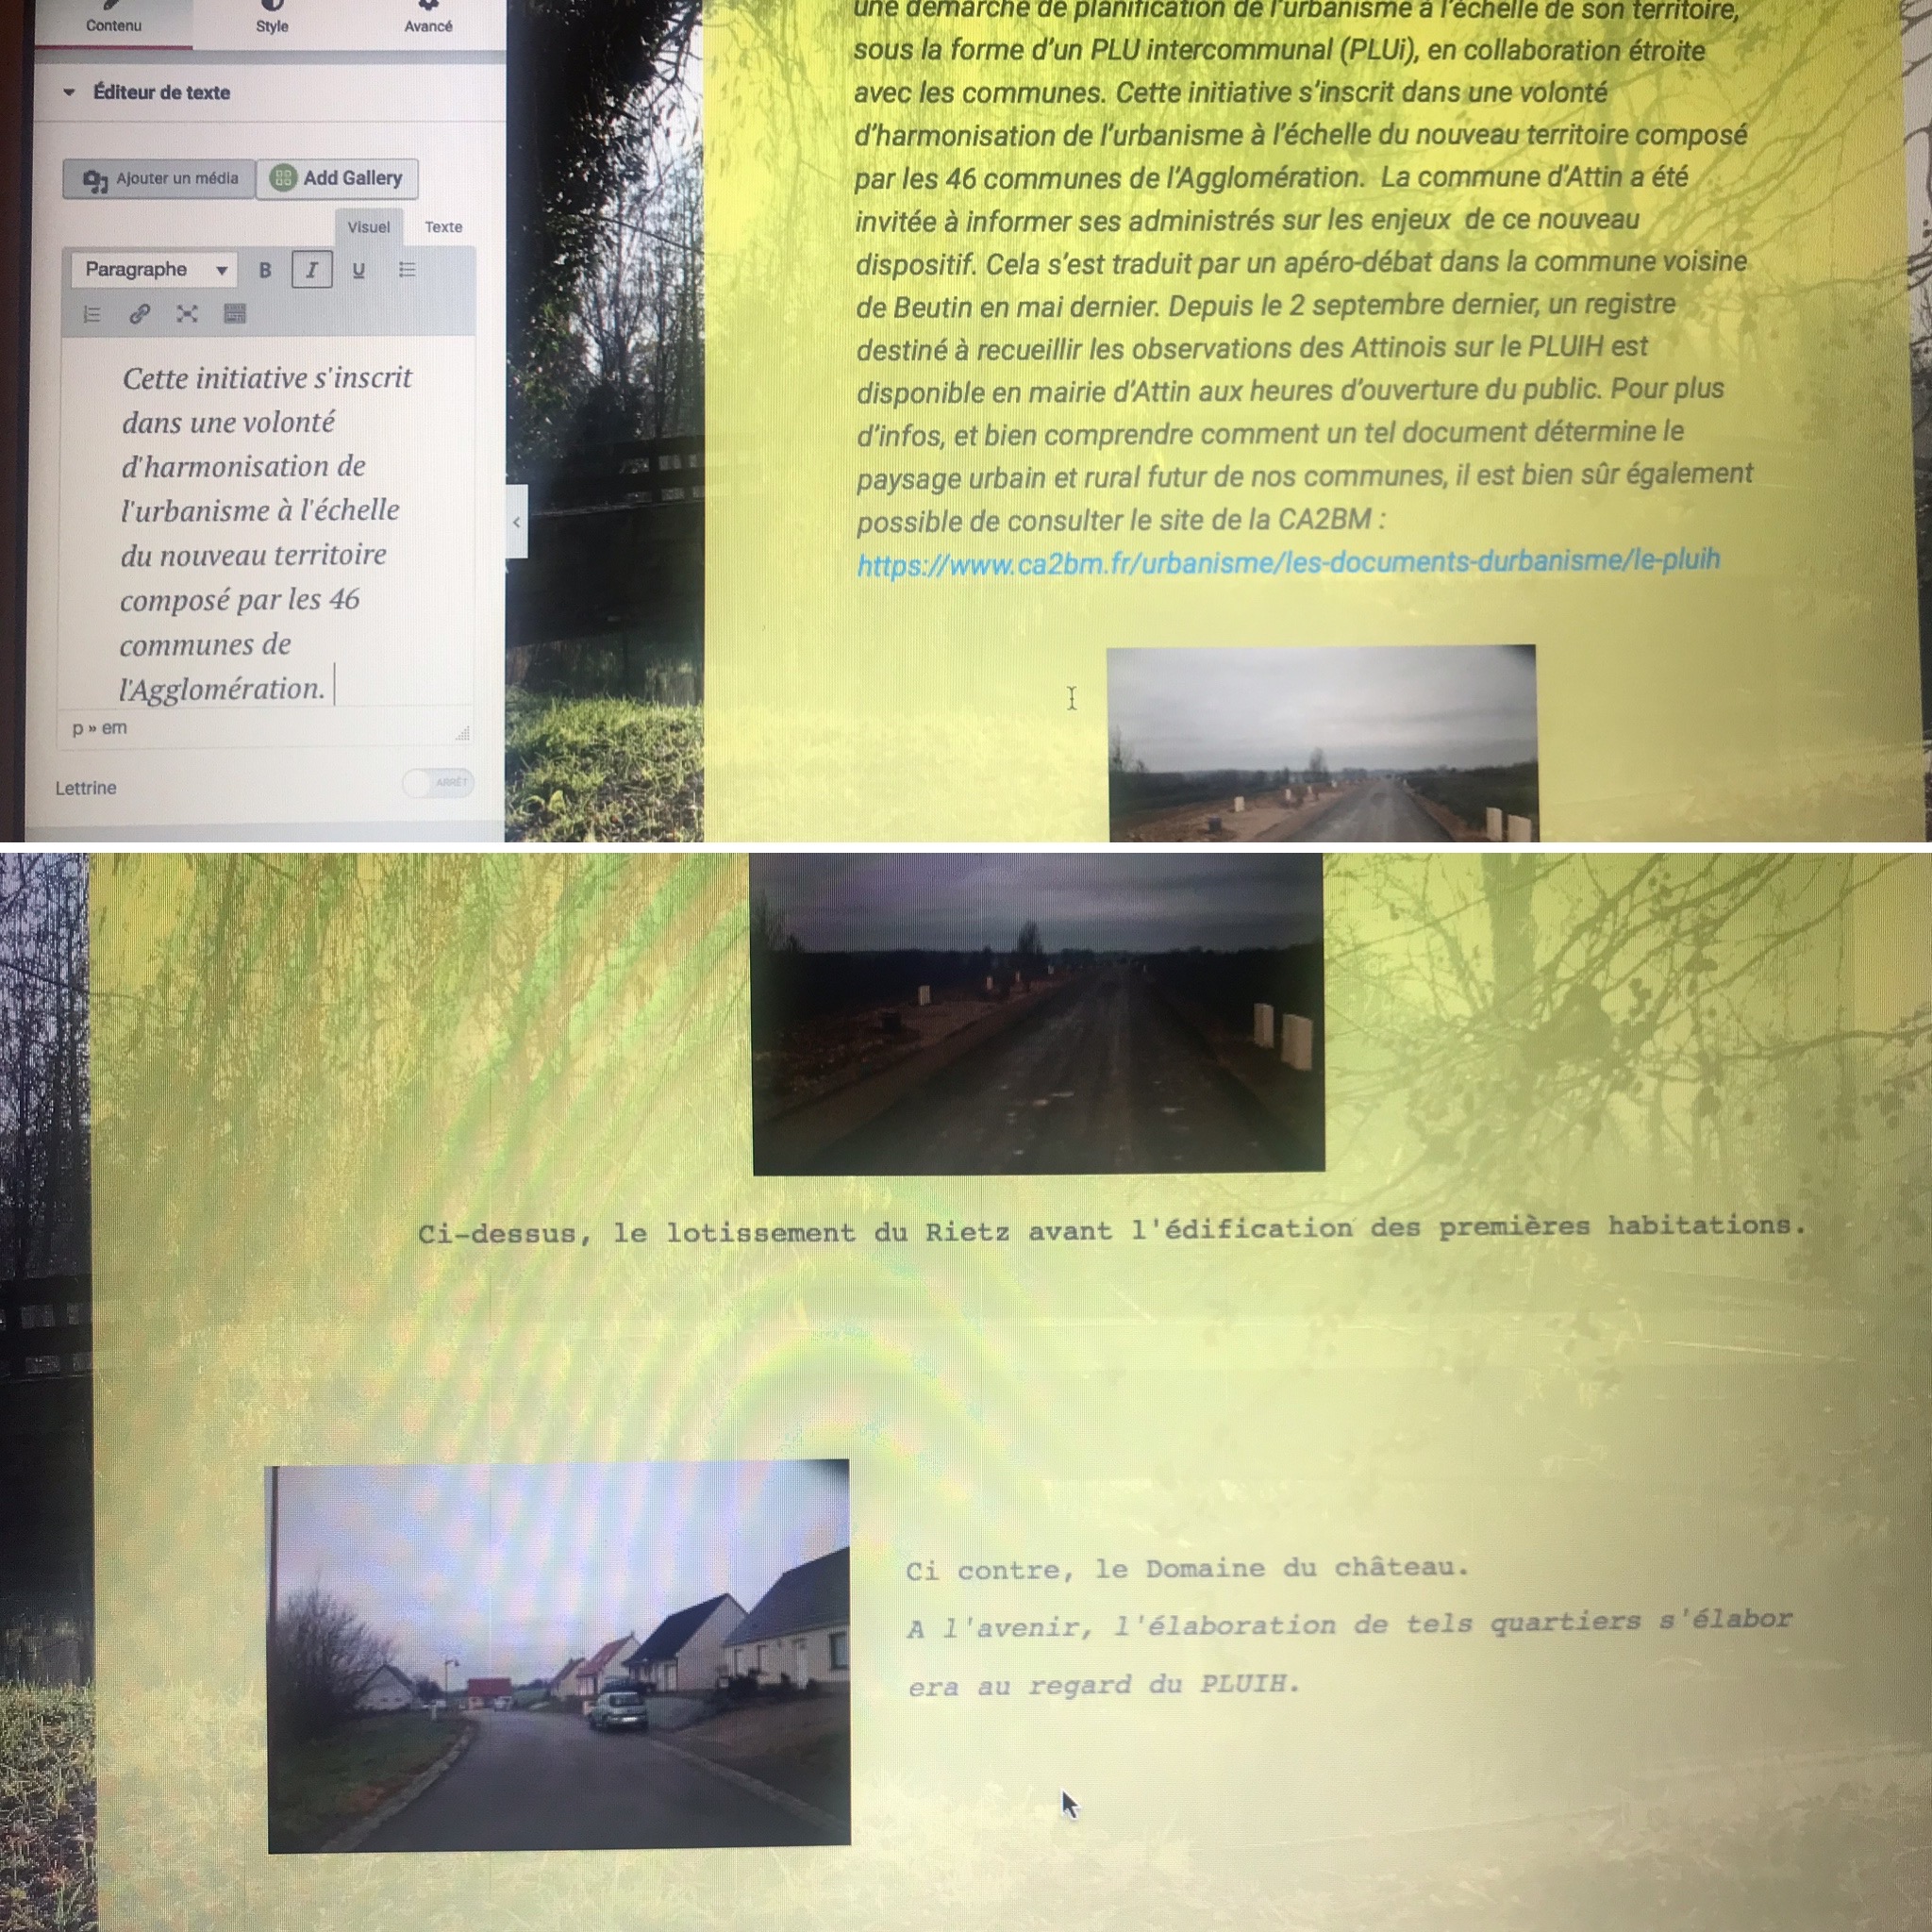 Contenu
Style
Avancé
Éditeur de texte
Ajouter un média
Add Gallery
Visuel
Texte
Paragraphe
B
I
U
Cette initiative s'inscrit
dans une volonté
d'harmonisation de
l'urbanisme à l'échelle
du nouveau territoire
composé par les 46
communes de
l'Agglomération.
p » em
Lettrine
ARRÊT
une démarche de planification de l'urbanisme à l'échelle de son territoire,
sous la forme d'un PLU intercommunal (PLUi), en collaboration étroite
avec les communes. Cette initiative s'inscrit dans une volonté
d'harmonisation de l'urbanisme à l'échelle du nouveau territoire composé
par les 46 communes de l'Agglomération. La commune d'Attin a été
invitée à informer ses administrés sur les enjeux de ce nouveau
dispositif. Cela s'est traduit par un apéro-débat dans la commune voisine
de Beutin en mai dernier. Depuis le 2 septembre dernier, un registre
destiné à recueillir les observations des Attinois sur le PLUIH est
disponible en mairie d'Attin aux heures d'ouverture du public. Pour plus
d'infos, et bien comprendre comment un tel document détermine le
paysage urbain et rural futur de nos communes, il est bien sûr également
possible de consulter le site de la CA2BM :
https://www.ca2bm.fr/urbanisme/les-documents-durbanisme/le-pluih
Ci-dessus, le lotissement du Rietz avant l'édification des premières habitations.
Ci contre, le Domaine du château.
A l'avenir, l'élaboration de tels quartiers s'élabor
era au regard du PLUIH.